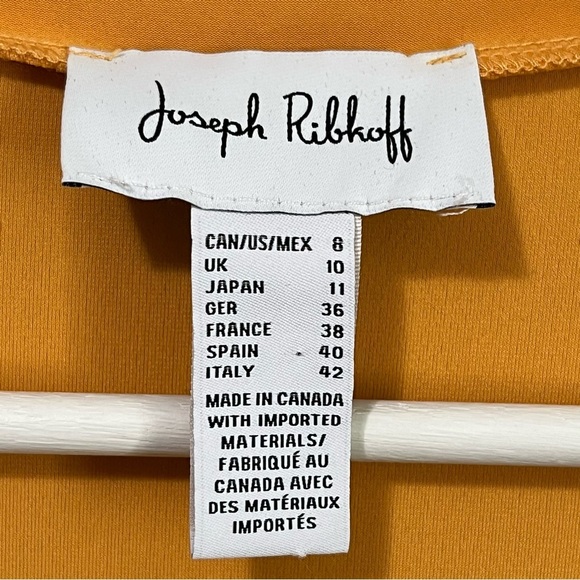 Joseph Ribkoff
CAN/US/MEX 8
UK 10
JAPAN 11
GER 36
FRANCE 38
SPAIN 40
ITALY 42
MADE IN CANADA
WITH IMPORTED
MATERIALS/
FABRIQUÉ AU
CANADA AVEC
DES MATÉRIAUX
IMPORTÉS